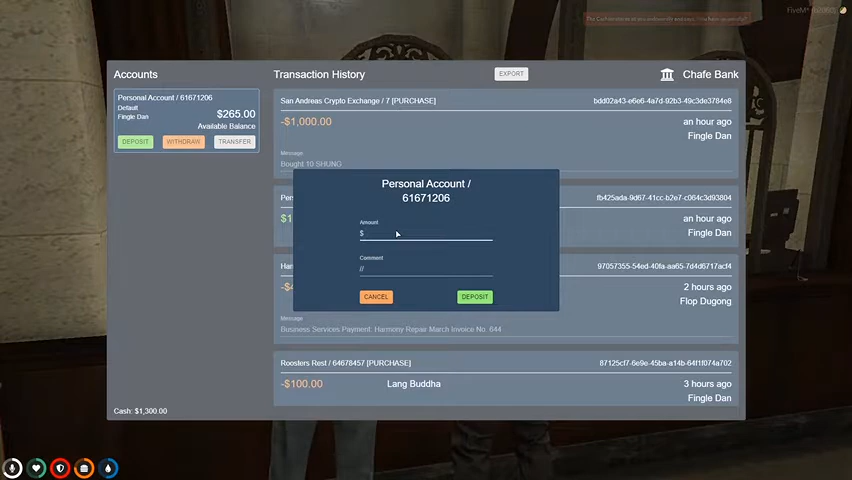 FiveM®
Accounts
Transaction History
EXPORT
Chafe Bank
Personal Account / 61671206
Default
Fingle Dan
$265.00
Available Balance
DEPOSIT
WITHDRAW
TRANSFER
San Andreas Crypto Exchange / 7 [PURCHASE]
bdd02a43-e6e6-4a7d-92b3-49c3de3784e8
-$1,000.00
an hour ago
Fingle Dan
Message
Bought 10 SHUNG
Personal Account /
61671206
Amount
$
Comment
//
CANCEL
DEPOSIT
fb425ada-9d67-41cc-b2e7-c064c3d93804
an hour ago
Fingle Dan
97057355-54ed-40fa-aa65-7d4d6717acf4
2 hours ago
Flop Dugong
Message
Business Services Payment: Harmony Repair March Invoice No. 644
Roosters Rest / 64678457 [PURCHASE]
87125cf7-6e9e-45ba-a14b-64f1f074a702
-$100.00
Lang Buddha
3 hours ago
Fingle Dan
Cash: $1,300.00